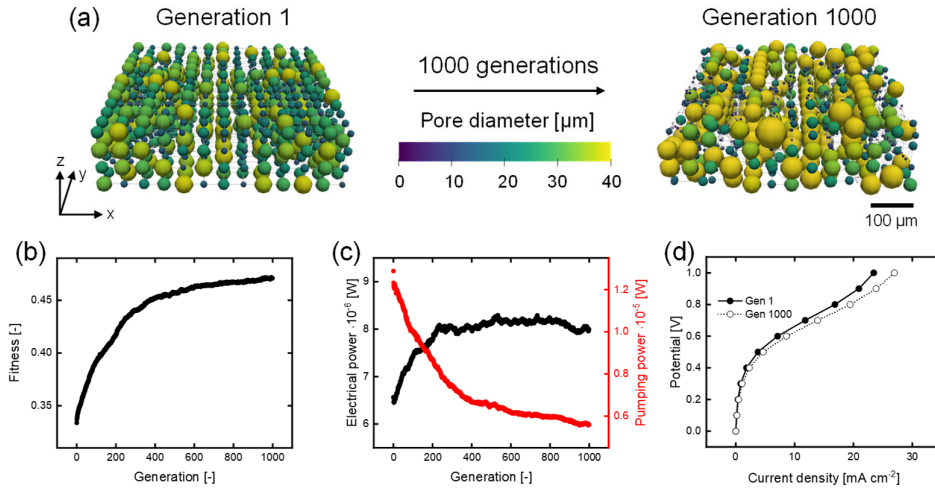 (a)
Generation 1
Generation 1000
1000 generations
Pore diameter [µm]
0 10 20 30 40
z
y
x
100 µm
(b)
Fitness [-]
0.45
0.40
0.35
0 200 400 600 800 1000
Generation [-]
(c)
Electrical power ·10⁻⁶ [W]
9
8
7
6
0 200 400 600 800 1000
Generation [-]
Pumping power ·10⁻⁵ [W]
1.2
1.0
0.8
0.6
(d)
Potential [V]
1.0
0.8
0.6
0.4
0.2
0.0
Gen 1
Gen 1000
0 10 20 30
Current density [mA cm⁻²]